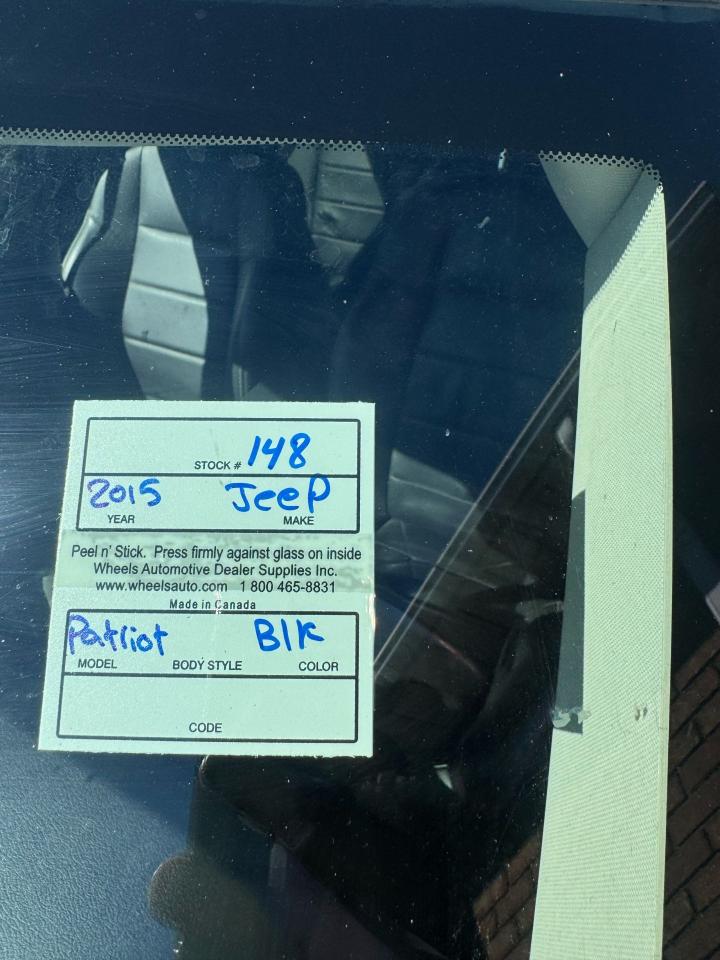 STOCK # 148
2015 Jeep
YEAR MAKE
Peel n' Stick. Press firmly against glass on inside
Wheels Automotive Dealer Supplies Inc.
www.wheelsauto.com 1 800 465-8831
Made in Canada
Patriot Blk
MODEL BODY STYLE COLOR
CODE